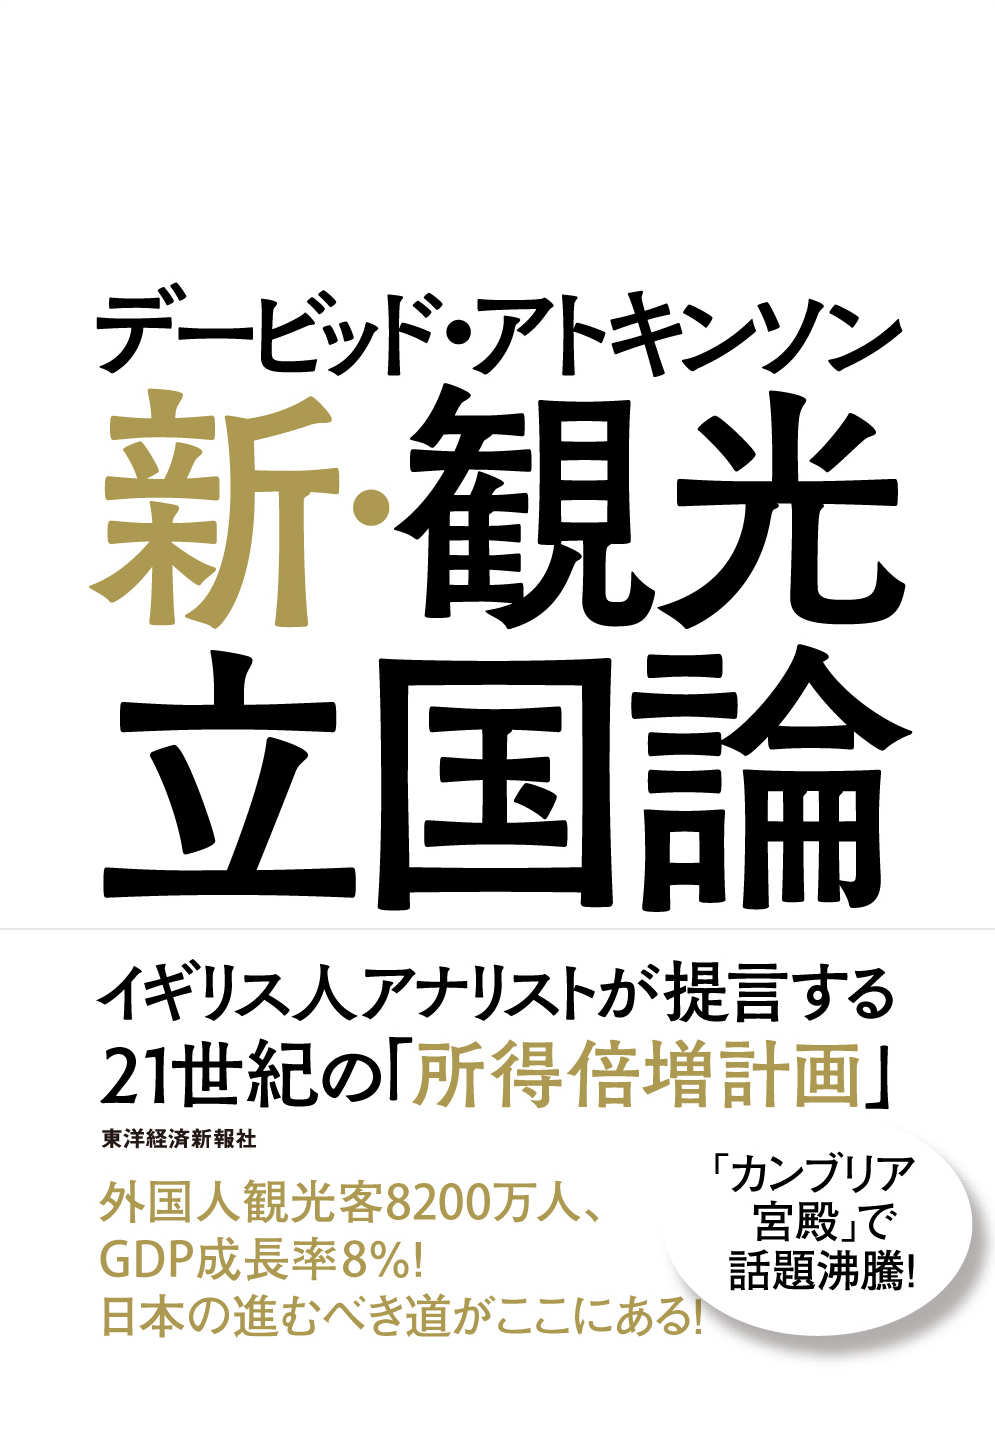 デービッド・アトキンソン
新・観光
立国論
イギリス人アナリストが提言する
21世紀の「所得倍増計画」
東洋経済新報社
外国人観光客8200万人、
GDP成長率8%!
日本の進むべき道がここにある!
「カンブリア
宮殿」で
話題沸騰!